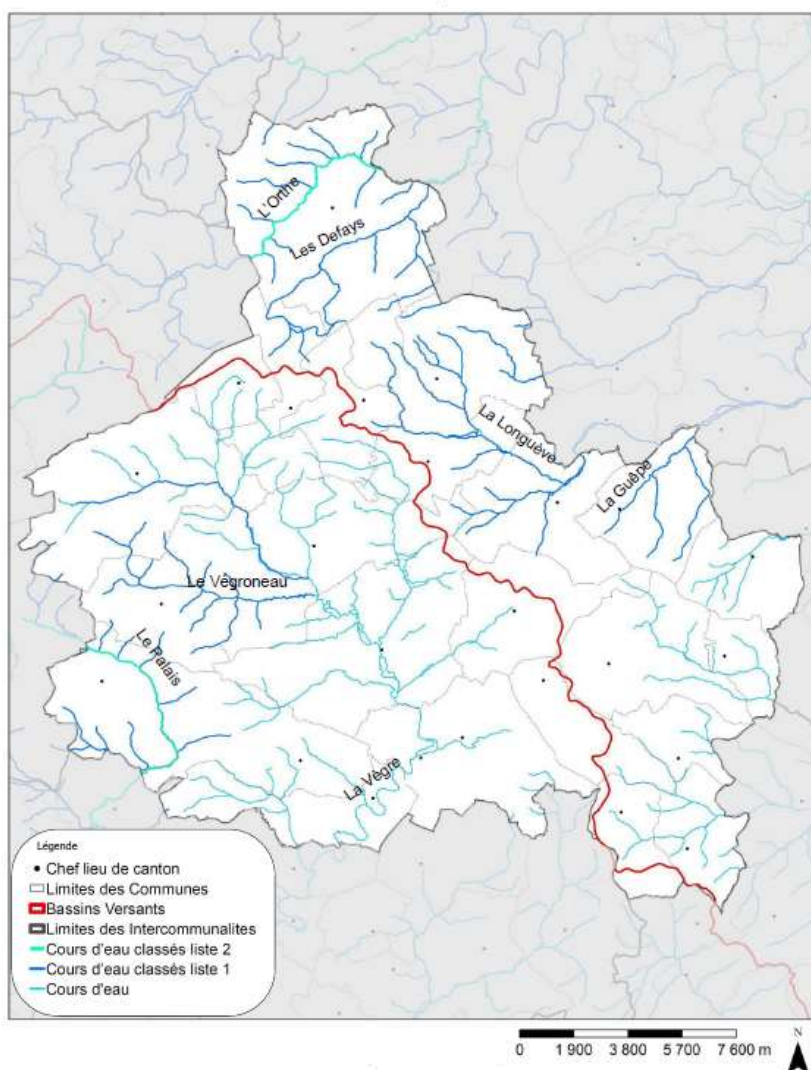 L'Orthe
Les Defays
La Longuève
La Guêpe
Le Végroneau
Le Palais
La Vègre
Légende
Chef lieu de canton
Limites des Communes
Bassins Versants
Limites des Intercommunalites
Cours d'eau classés liste 2
Cours d'eau classés liste 1
Cours d'eau
N
0 1 900 3 800 5 700 7 600 m